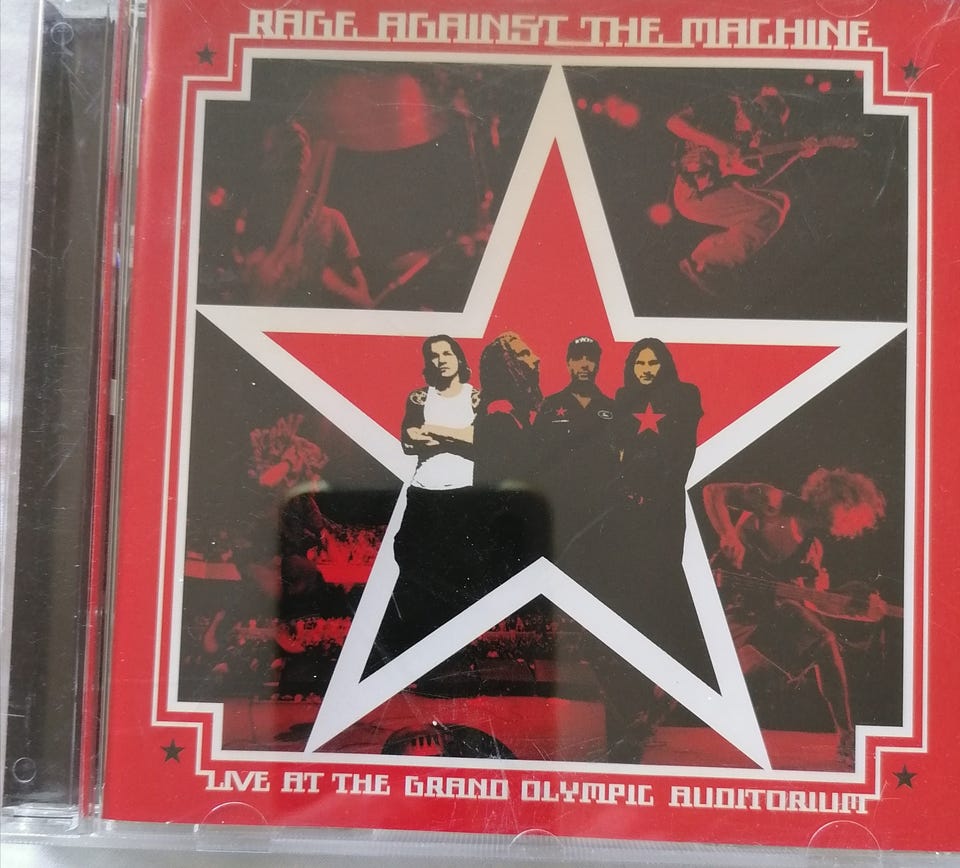 RAGE AGAINST THE MACHINE
LIVE AT THE GRAND OLYMPIC AUDITORIUM